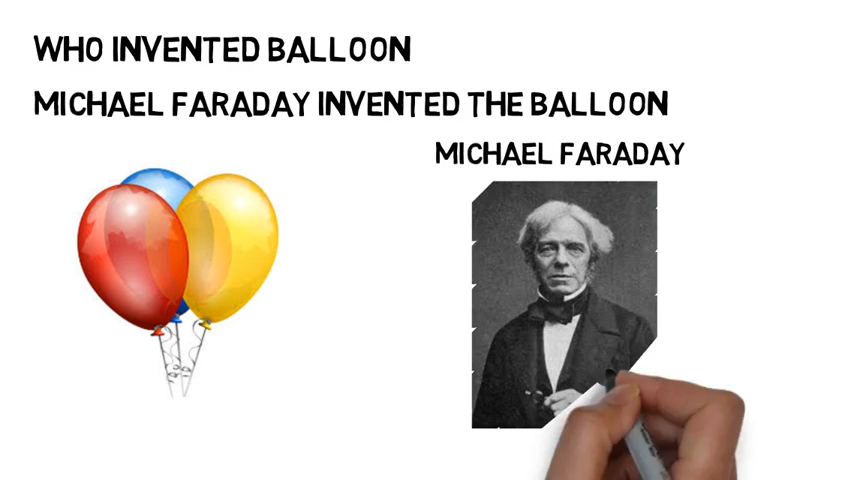 WHO INVENTED BALLOON
MICHAEL FARADAY INVENTED THE BALLOON
MICHAEL FARADAY